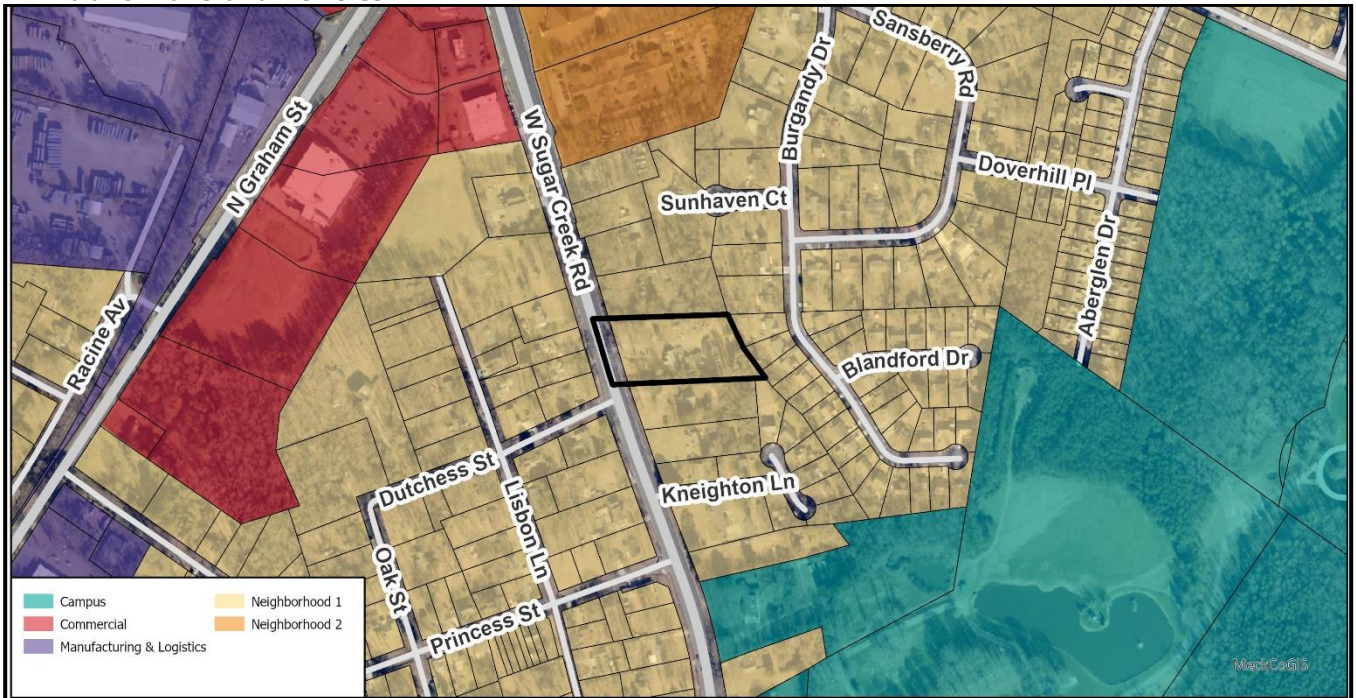 Sansberry Rd
Burgandy Dr
N Graham St
W Sugar Creek Rd
Doverhill Pl
Sunhaven Ct
Aberglen Dr
Racine Av
Blandford Dr
Dutchess St
Lisbon Ln
Kneighton Ln
Oak St
Princess St
Campus
Commercial
Manufacturing & Logistics
Neighborhood 1
Neighborhood 2
MeckCoGIS